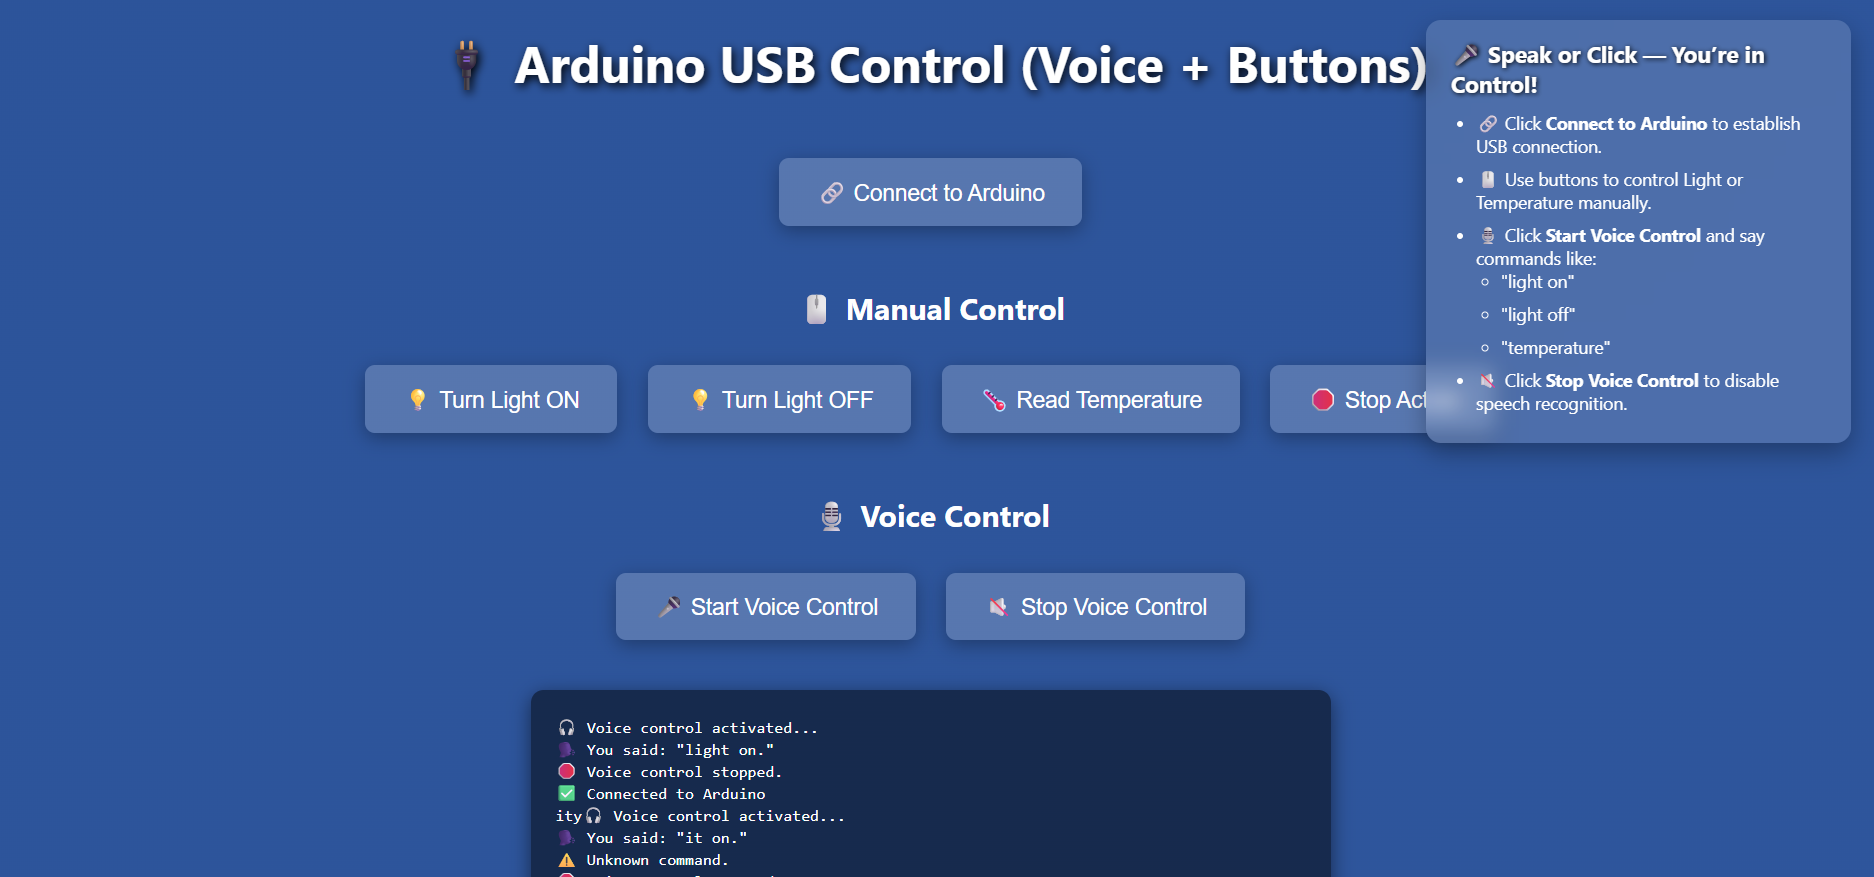 Arduino USB Control (Voice + Buttons)
🔗 Connect to Arduino
🖱️ Manual Control
💡 Turn Light ON
💡 Turn Light OFF
🌡️ Read Temperature
🛑 Stop
🎙️ Voice Control
🎤 Start Voice Control
🔇 Stop Voice Control
🎧 Voice control activated...
🗣️ You said: "light on."
🛑 Voice control stopped.
✅ Connected to Arduino
ity🎧 Voice control activated...
🗣️ You said: "it on."
⚠️ Unknown command.
🎤 Speak or Click — You’re in
Control!
• 🔗 Click Connect to Arduino to establish
USB connection.
• 🖱️ Use buttons to control Light or
Temperature manually.
• 🎙️ Click Start Voice Control and say
commands like:
◦ "light on"
◦ "light off"
◦ "temperature"
• 🔇 Click Stop Voice Control to disable
speech recognition.